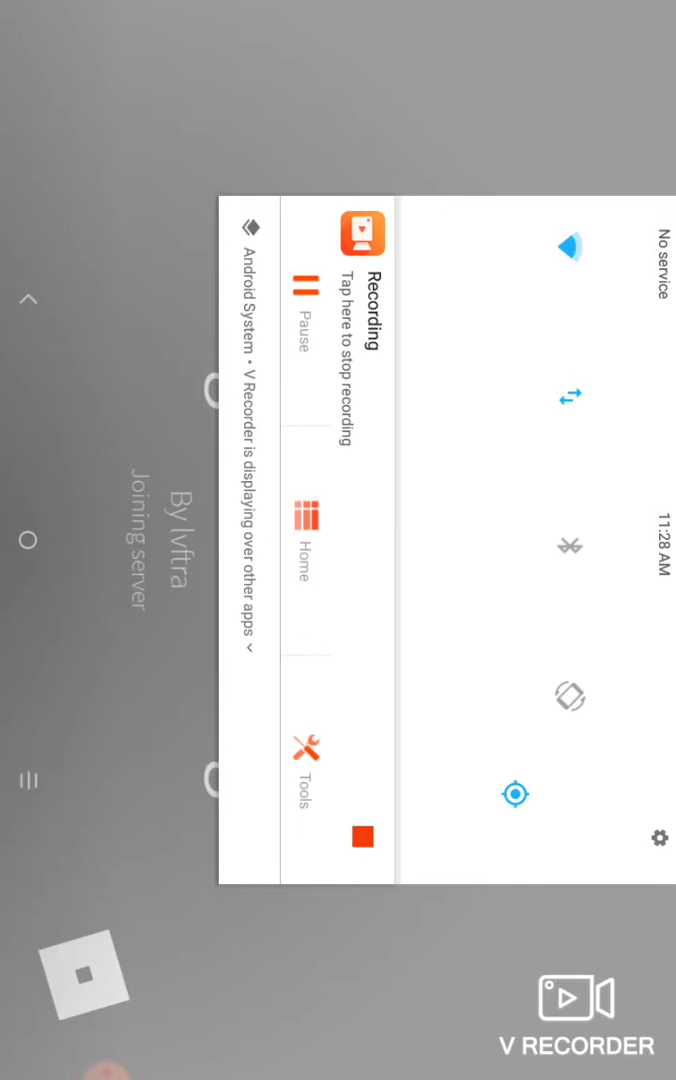 No service
11:28 AM
Recording
Tap here to stop recording
Pause
Home
Tools
Android System • V Recorder is displaying over other apps
By lvftra
Joining server
V RECORDER